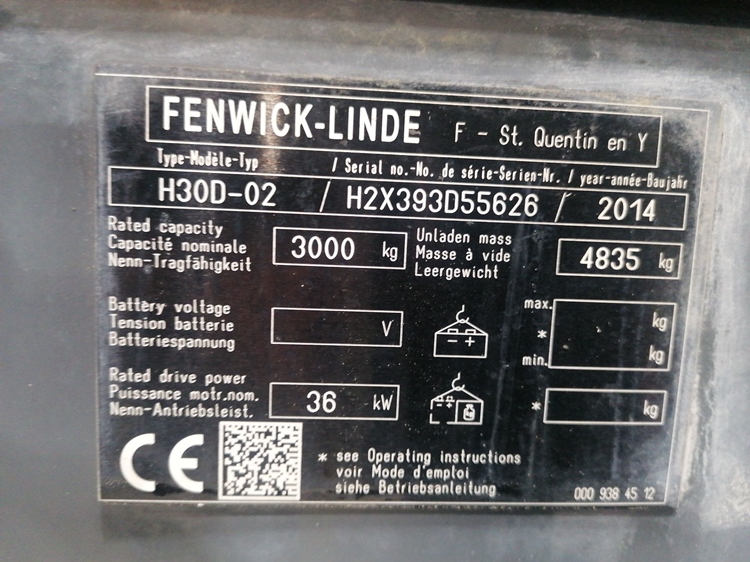 FENWICK-LINDE F - St. Quentin en Y
Type-Modèle-Typ / Serial no.-No. de série-Serien-Nr. / year-année-Baujahr
H30D-02 / H2X393D55626 / 2014
Rated capacity
Capacité nominale
Nenn-Tragfähigkeit
3000 kg
Unladen mass
Masse à vide
Leergewicht
4835 kg
Battery voltage
Tension batterie
Batteriespannung
V
- +
max. kg
*
min. kg
Rated drive power
Puissance motr.nom.
Nenn-Antriebsleist.
36 kW
- +
* kg
CE
* see Operating instructions
voir Mode d'emploi
siehe Betriebsanleitung
000 938 45 12